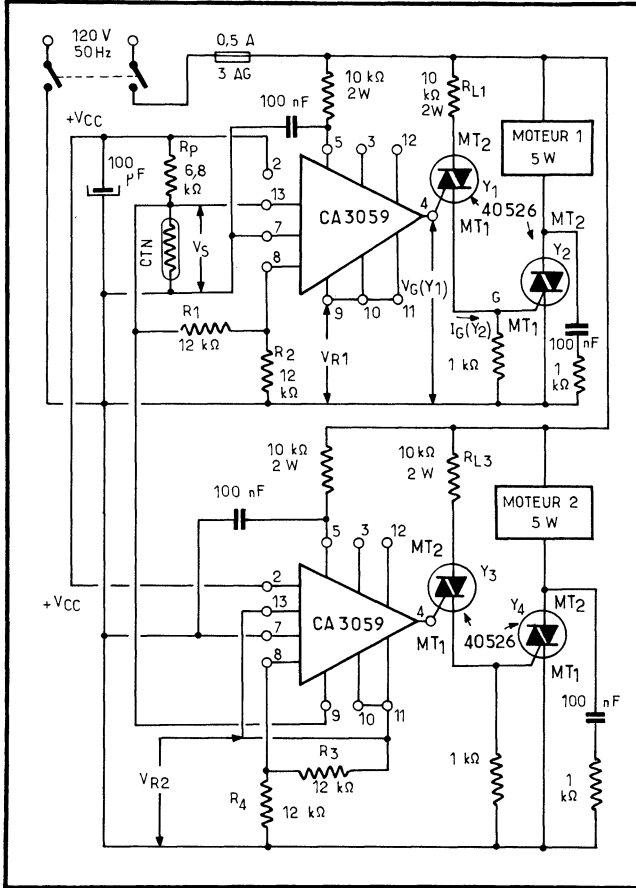 120 V
50Hz
0,5 A
3 AG
+VCC
100
µF
Rp
6,8
kΩ
CTN
VS
100 nF
10 kΩ
2W
5
3
12
2
13
7
8
4
CA3059
9
10
11
R1
12 kΩ
R2
12
kΩ
VR1
VG(Y1)
10
kΩ
2W
RL1
MT2
Y1
MT1
40526
MOTEUR 1
5 W
MT2
Y2
G
IG(Y2)
MT1
1 kΩ
100
nF
1
kΩ
10 kΩ
2 W
100 nF
5
3
12
+VCC
2
13
7
8
4
CA3059
9
10
11
VR2
R3
12 kΩ
R4
12 kΩ
10kΩ
2 W
RL3
MT2
Y3
MT1
40526
MOTEUR 2
5 W
Y4
MT2
MT1
100
nF
1 kΩ
1
kΩ